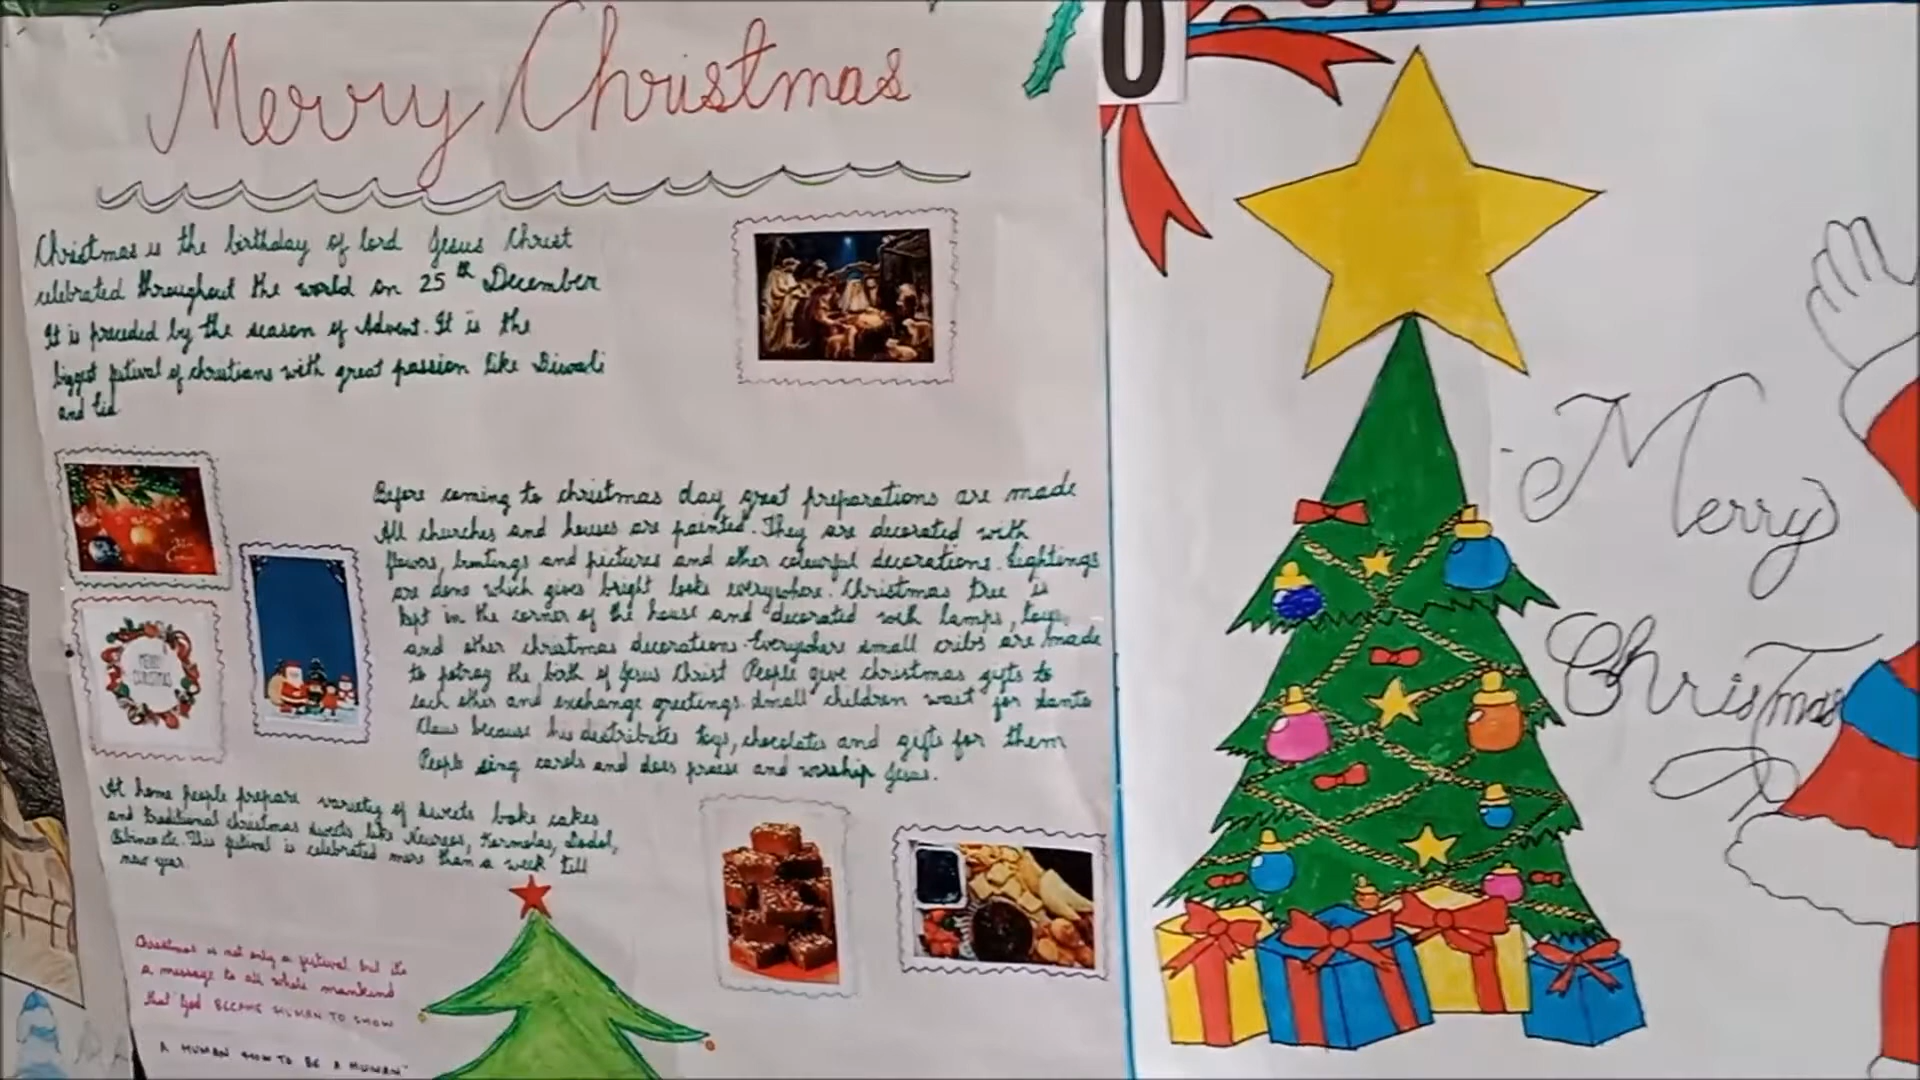 Merry Christmas
Christmas is the birthday of lord Jesus Christ
celebrated throughout the world on 25th December
It is preceded by the season of Advent. It is the
biggest festival of christians with great passion like Diwali
and Eid
Before coming to christmas day great preparations are made
All churches and houses are painted. They are decorated with
flowers, buntings and pictures and other colourful decorations. Lightings
are done which gives bright looks everywhere. Christmas tree is
kept in the corner of the house and decorated with lamps, toys,
and other christmas decorations. Everywhere small cribs are made
to potray the birth of Jesus Christ People give christmas gifts to
each other and exchange greetings. Small children wait for Santa
Claus because his distributes toys, chocolates and gifts for them
People sing carols and does praise and worship Jesus.
MERRY
CHRISTMAS
At home people prepare variety of sweets bake cakes
and traditional christmas sweets like Neureos, Kormolas, Dodol,
Bibinca etc. This festival is celebrated more than a week till
new year.
Christmas is not only a festival but it's
a message to all whole mankind
that God BECAME HUMAN TO SHOW
A HUMAN HOW TO BE A HUMAN"
0
Merry
Christmas